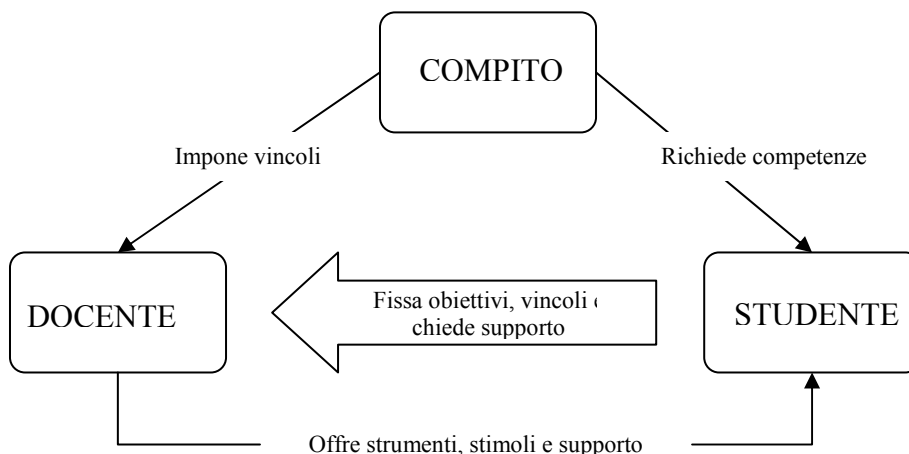 COMPITO
Impone vincoli
Richiede competenze
Fissa obiettivi, vincoli
chiede supporto
DOCENTE
STUDENTE
Offre strumenti, stimoli e supporto